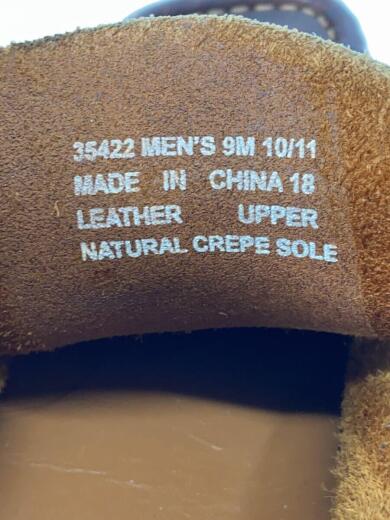 35422 MEN'S 9M 10/11
MADE IN CHINA 18
LEATHER UPPER
NATURAL CREPE SOLE